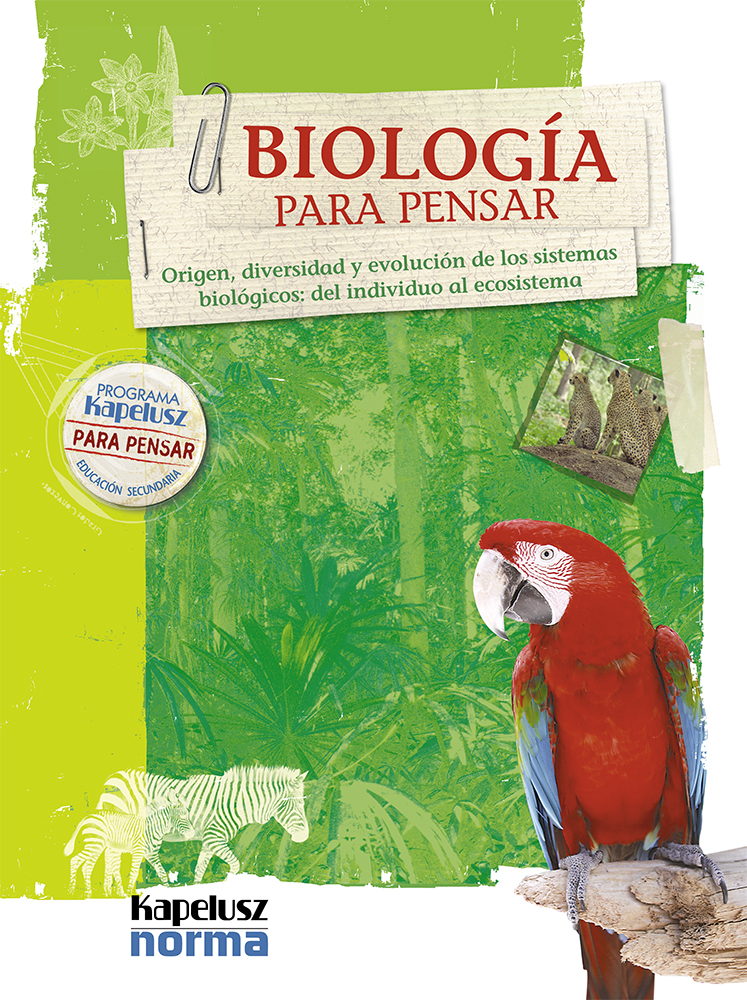 BIOLOGÍA
PARA PENSAR
Origen, diversidad y evolución de los sistemas
biológicos: del individuo al ecosistema
PROGRAMA
Kapelusz
PARA PENSAR
EDUCACIÓN SECUNDARIA
kapelusz
norma